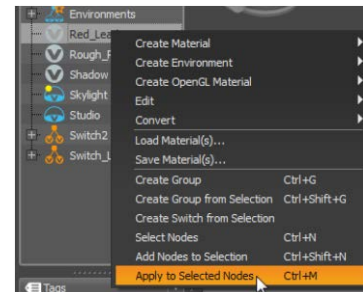 Environments
Red_Lea
Rough_F
Shadow
Skylight
Studio
Switch2
Switch_L
Create Material
Create Environment
Create OpenGL Material
Edit
Convert
Load Material(s)...
Save Material(s)...
Create Group Ctrl+G
Create Group from Selection Ctrl+Shift+G
Create Switch from Selection
Select Nodes Ctrl+N
Add Nodes to Selection Ctrl+Shift+N
Apply to Selected Nodes Ctrl+M
Tags